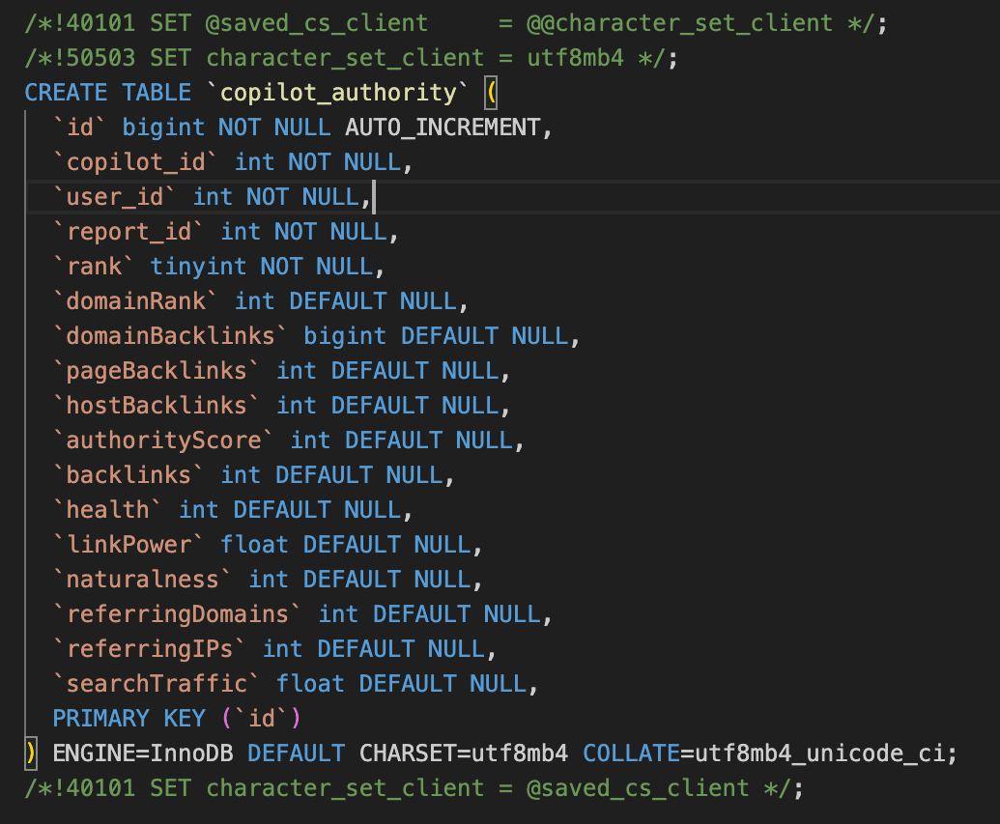 /*!40101 SET @saved_cs_client     = @@character_set_client */;
/*!50503 SET character_set_client = utf8mb4 */;
CREATE TABLE `copilot_authority` (
  `id` bigint NOT NULL AUTO_INCREMENT,
  `copilot_id` int NOT NULL,
  `user_id` int NOT NULL,
  `report_id` int NOT NULL,
  `rank` tinyint NOT NULL,
  `domainRank` int DEFAULT NULL,
  `domainBacklinks` bigint DEFAULT NULL,
  `pageBacklinks` int DEFAULT NULL,
  `hostBacklinks` int DEFAULT NULL,
  `authorityScore` int DEFAULT NULL,
  `backlinks` int DEFAULT NULL,
  `health` int DEFAULT NULL,
  `linkPower` float DEFAULT NULL,
  `naturalness` int DEFAULT NULL,
  `referringDomains` int DEFAULT NULL,
  `referringIPs` int DEFAULT NULL,
  `searchTraffic` float DEFAULT NULL,
  PRIMARY KEY (`id`)
) ENGINE=InnoDB DEFAULT CHARSET=utf8mb4 COLLATE=utf8mb4_unicode_ci;
/*!40101 SET character_set_client = @saved_cs_client */;